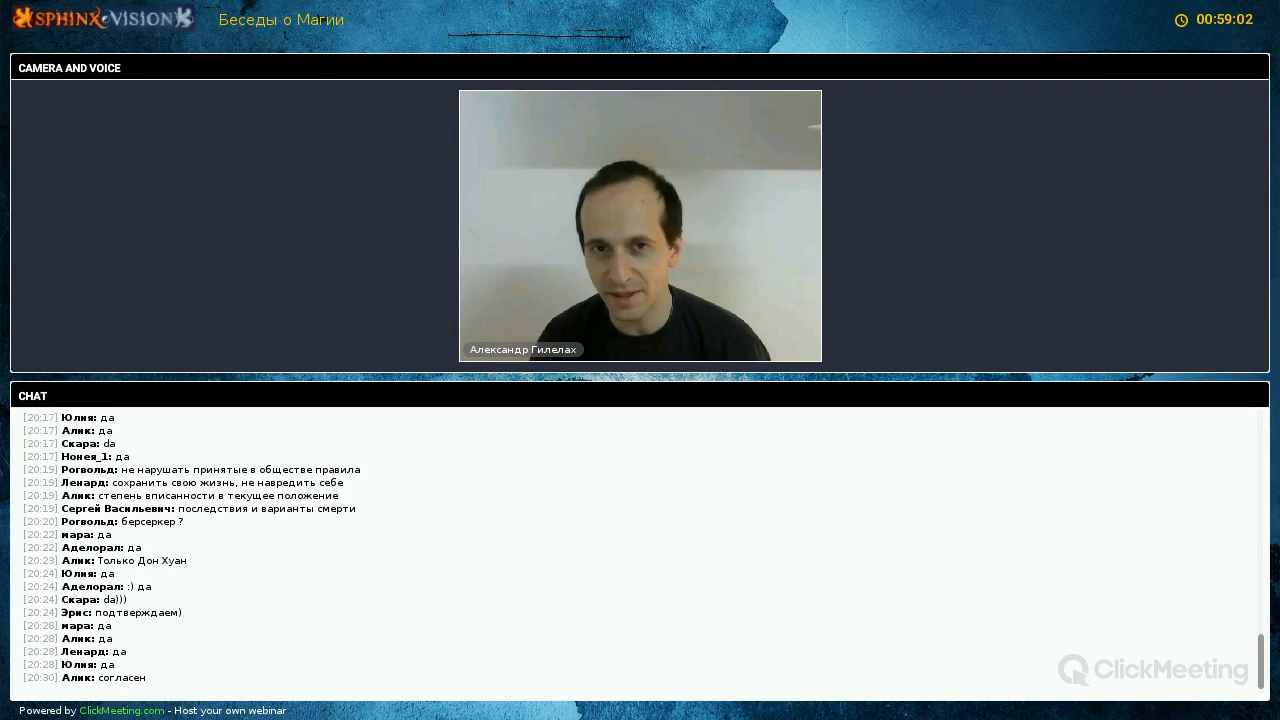 SPHINX VISION Беседы о Магии 00:59:02
CAMERA AND VOICE
Александр Гилелах
CHAT
[20:17] Юлия: да
[20:17] Алик: да
[20:17] Скара: da
[20:17] Нонея_1: да
[20:19] Рогвольд: не нарушать принятые в обществе правила
[20:19] Ленард: сохранить свою жизнь, не навредить себе
[20:19] Алик: степень вписанности в текущее положение
[20:19] Сергей Васильевич: последствия и варианты смерти
[20:20] Рогвольд: берсеркер ?
[20:22] мара: да
[20:22] Аделорал: да
[20:23] Алик: Только Дон Хуан
[20:24] Юлия: да
[20:24] Аделорал: :) да
[20:24] Скара: da)))
[20:24] Эрис: подтверждаем)
[20:28] мара: да
[20:28] Алик: да
[20:28] Ленард: да
[20:28] Юлия: да
[20:30] Алик: согласен
ClickMeeting
Powered by ClickMeeting.com - Host your own webinar